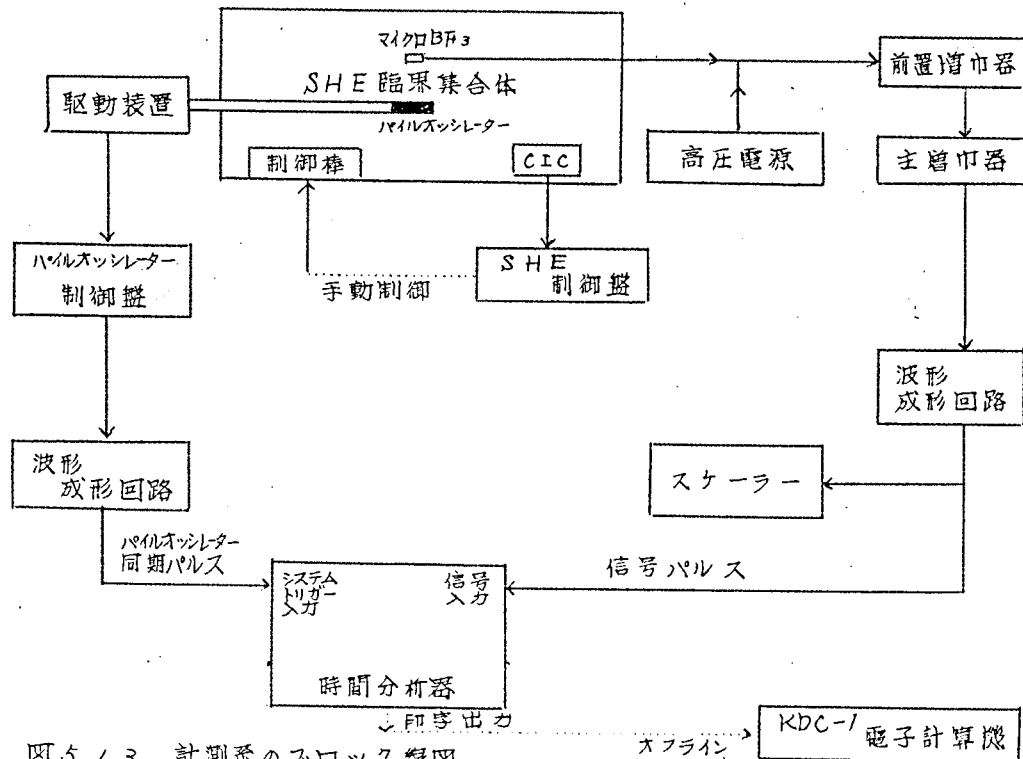 マイクロBF3
SHE臨界集合体
パイルオッシレーター
駆動装置
制御棒
CIC
前置増巾器
高圧電源
主増巾器
パイルオッシレーター
制御盤
手動制御
SHE
制御盤
波形
成形回路
波形
成形回路
スケーラー
パイルオッシレーター
同期パルス
信号パルス
システム
トリガー
入力
信号
入力
時間分析器
印字出力
オフライン
KDC-1 電子計算機
図5.1.3 計測系のブロック線図